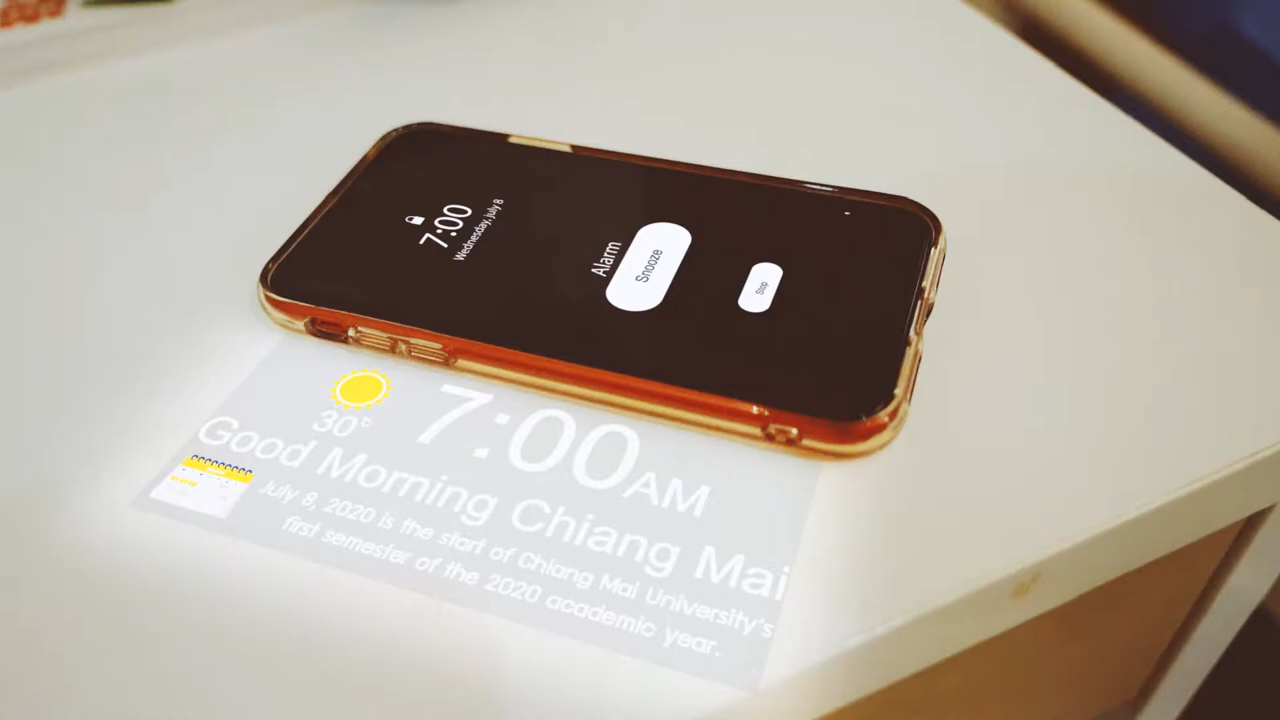 7:00
Wednesday, july 8
Alarm
Snooze
Stop
30°c
7:00AM
Good Morning Chiang Mai
July 8, 2020 is the start of Chiang Mai University's
first semester of the 2020 academic year.